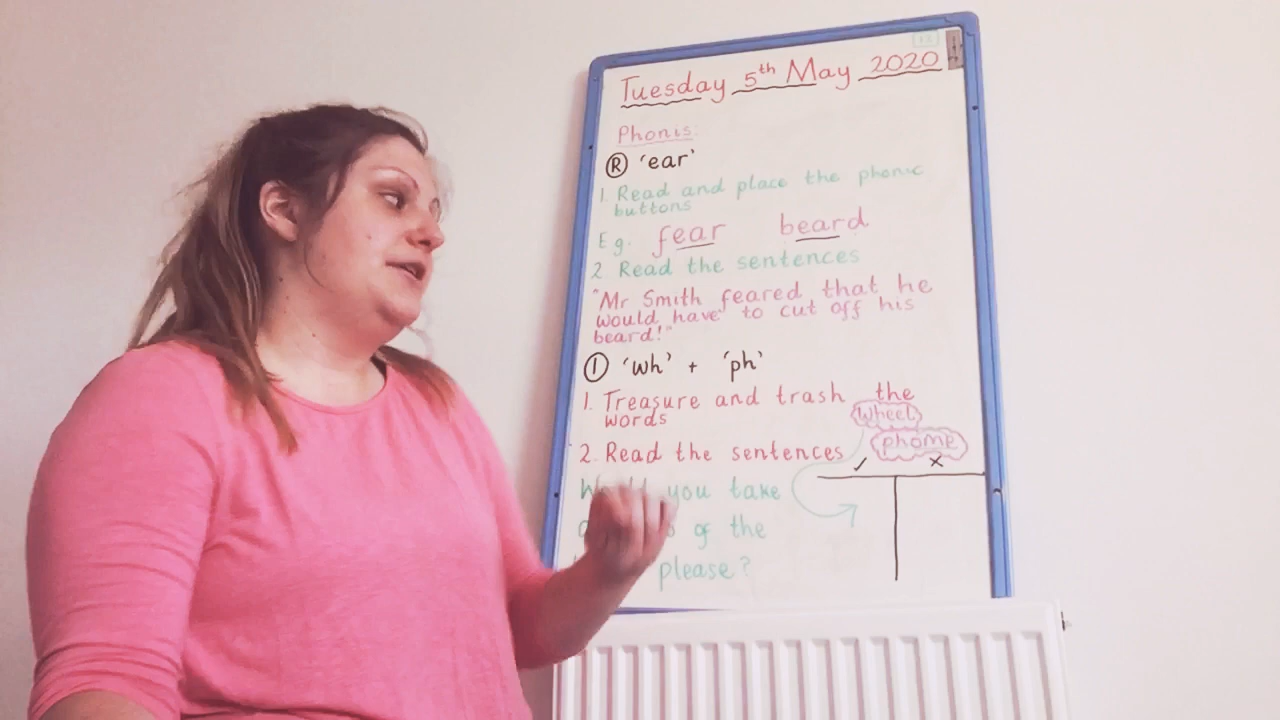 Tuesday 5th May 2020
Phonis
R 'ear'
1. Read and place the phonic
buttons
Eg. fear beard
2. Read the sentences
"Mr Smith feared that he
would have to cut off his
beard!"
1 'wh' + 'ph'
1. Treasure and trash the
words
wheel
phome
2. Read the sentences
✓ x
you take
of the
please?